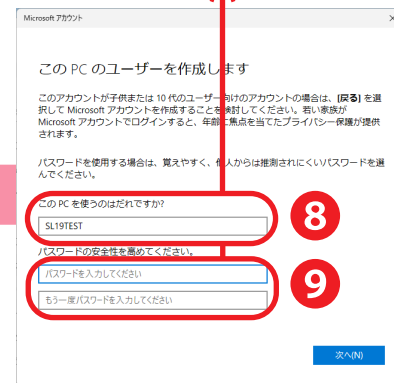 Microsoft アカウント
この PC のユーザーを作成します
このアカウントが子供または 10 代のユーザー向けのアカウントの場合は、[戻る] を選
択して Microsoft アカウントを作成することを検討してください。若い家族が
Microsoft アカウントでログインすると、年齢に焦点を当てたプライバシー保護が提供
されます。
パスワードを使用する場合は、覚えやすく、他人からは推測されにくいパスワードを選
んでください。
この PC を使うのはだれですか?
SL19TEST
8
パスワードの安全性を高めてください。
パスワードを入力してください
9
もう一度パスワードを入力してください
次へ(N)